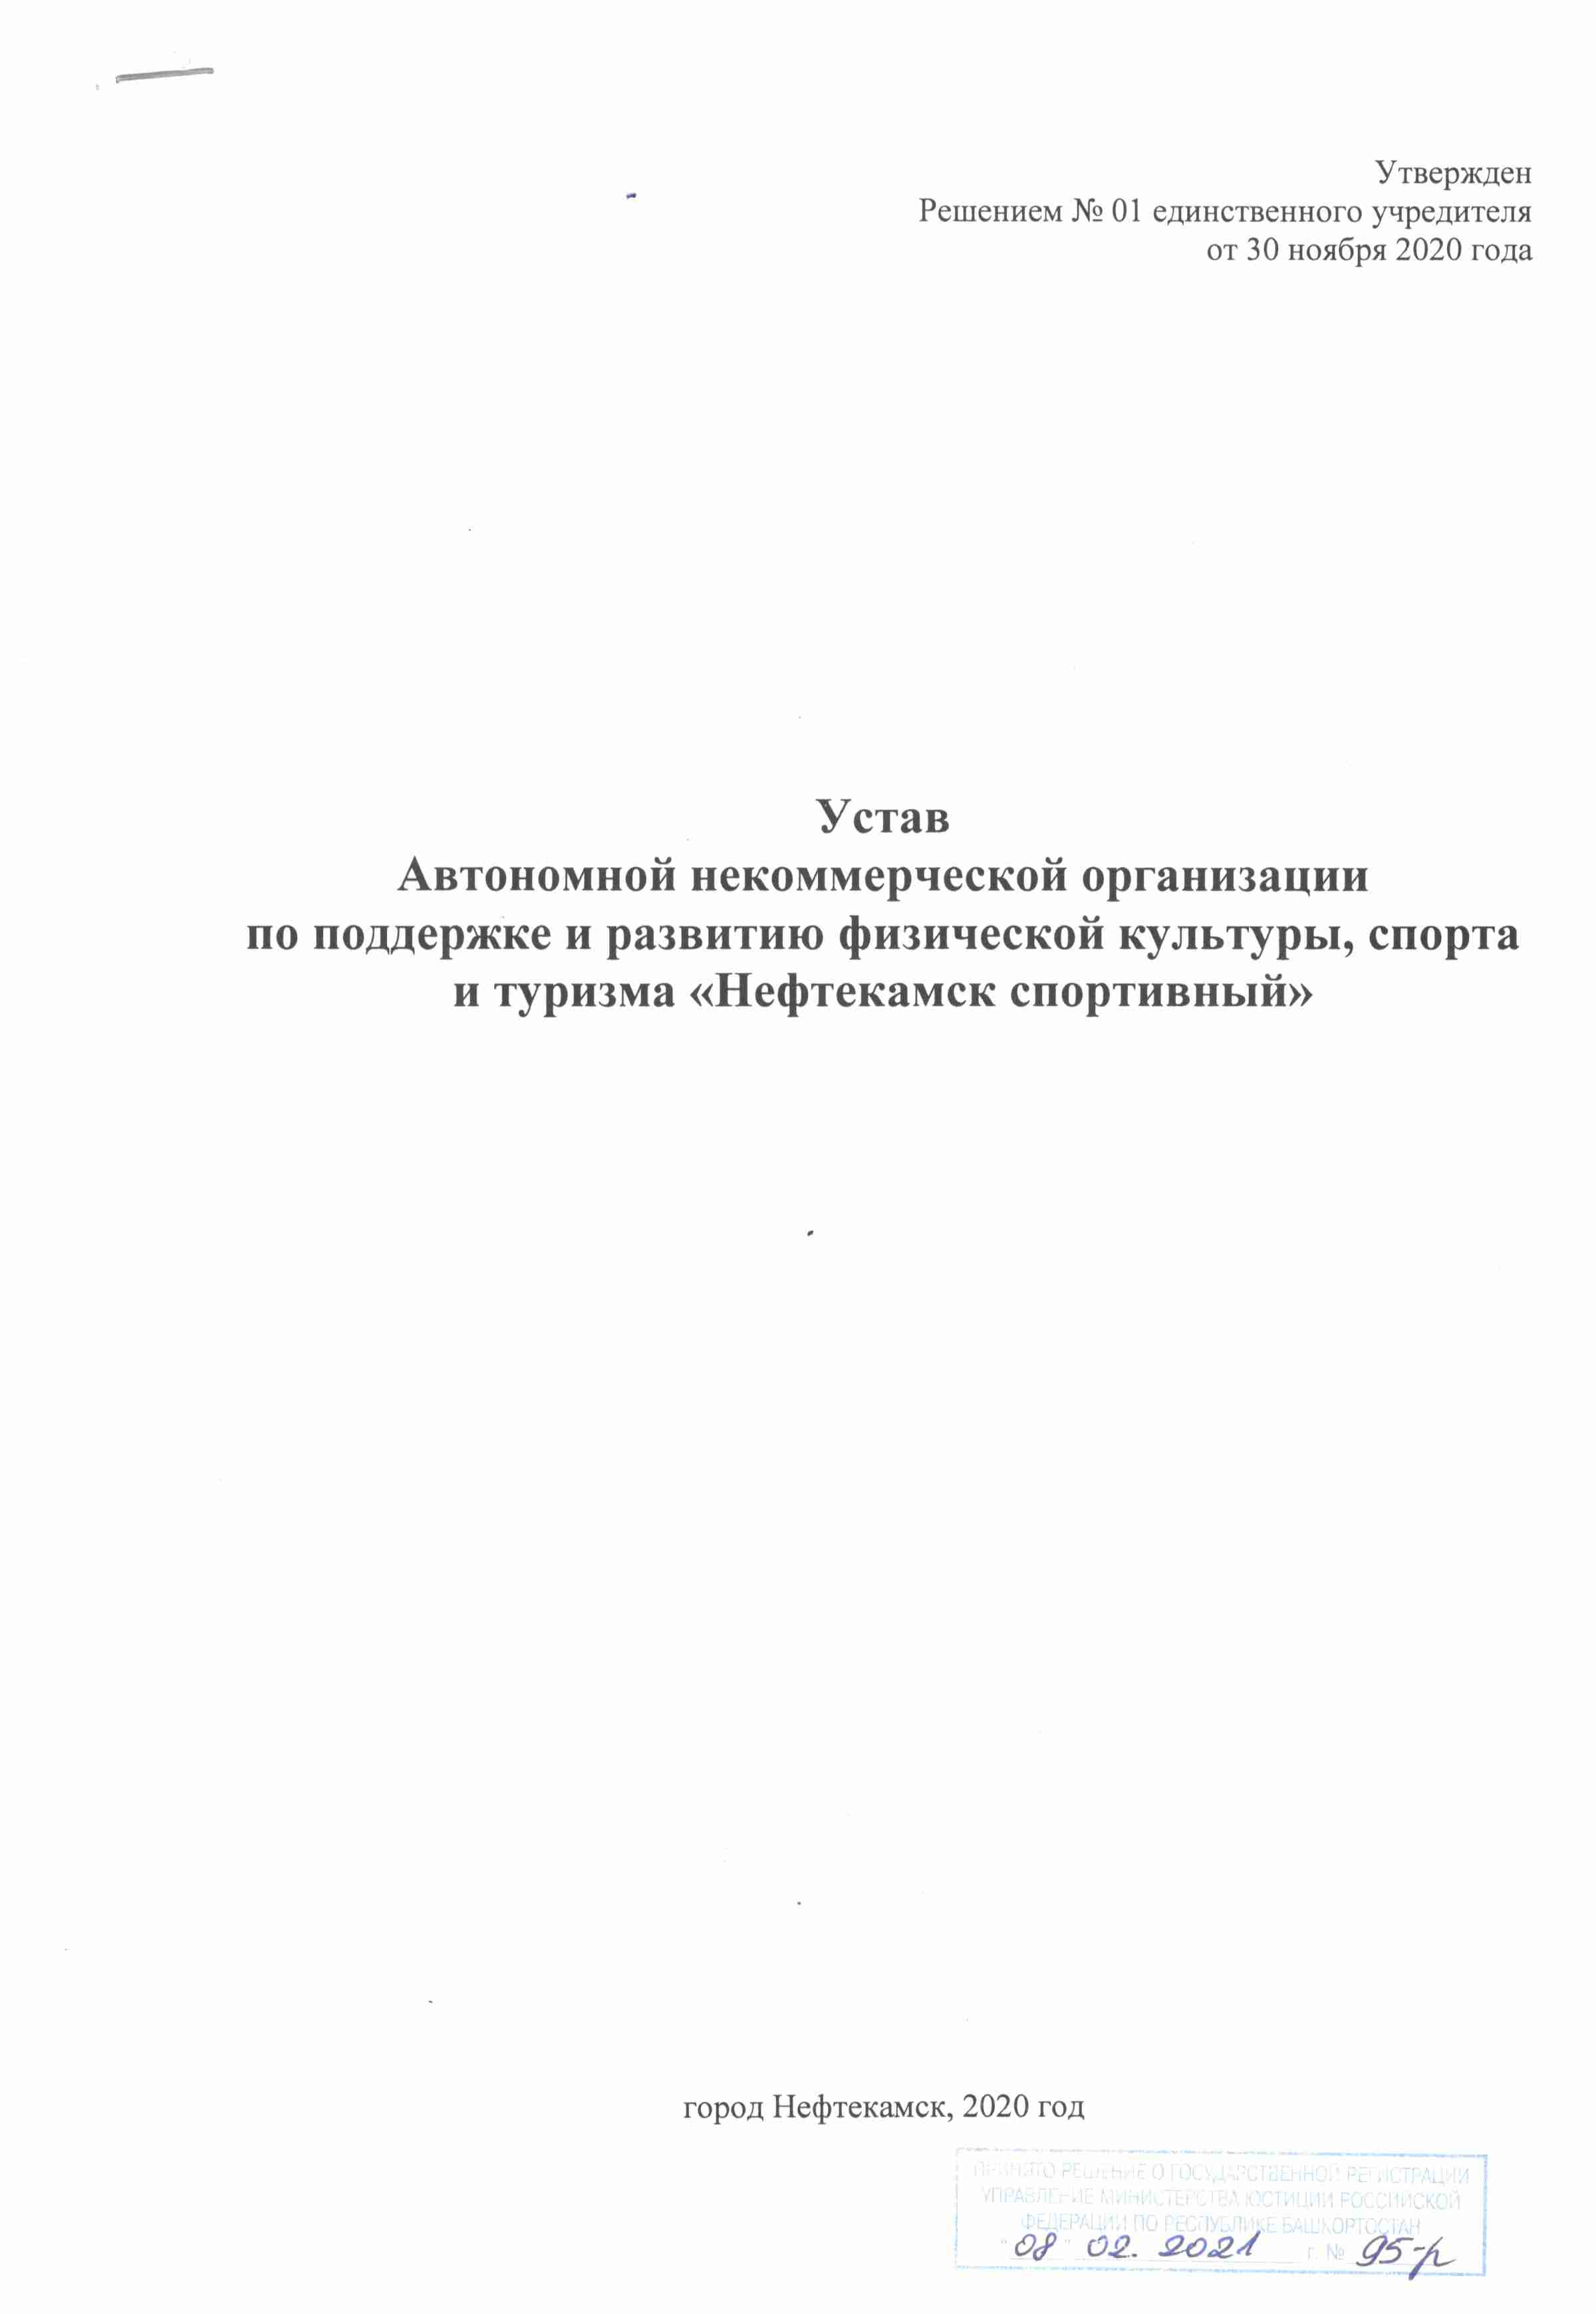 Утвержден
Решением № 01 единственного учредителя
от 30 ноября 2020 года
Устав
Автономной некоммерческой организации
по поддержке и развитию физической культуры, спорта
и туризма «Нефтекамск спортивный»
город Нефтекамск, 2020 год
ПРИНЯТО РЕШЕНИЕ О ГОСУДАРСТВЕННОЙ РЕГИСТРАЦИИ
УПРАВЛЕНИЕ МИНИСТЕРСТВА ЮСТИЦИИ РОССИЙСКОЙ
ФЕДЕРАЦИИ ПО РЕСПУБЛИКЕ БАШКОРТОСТАН
"08" 02. 2021 г. № 95-р